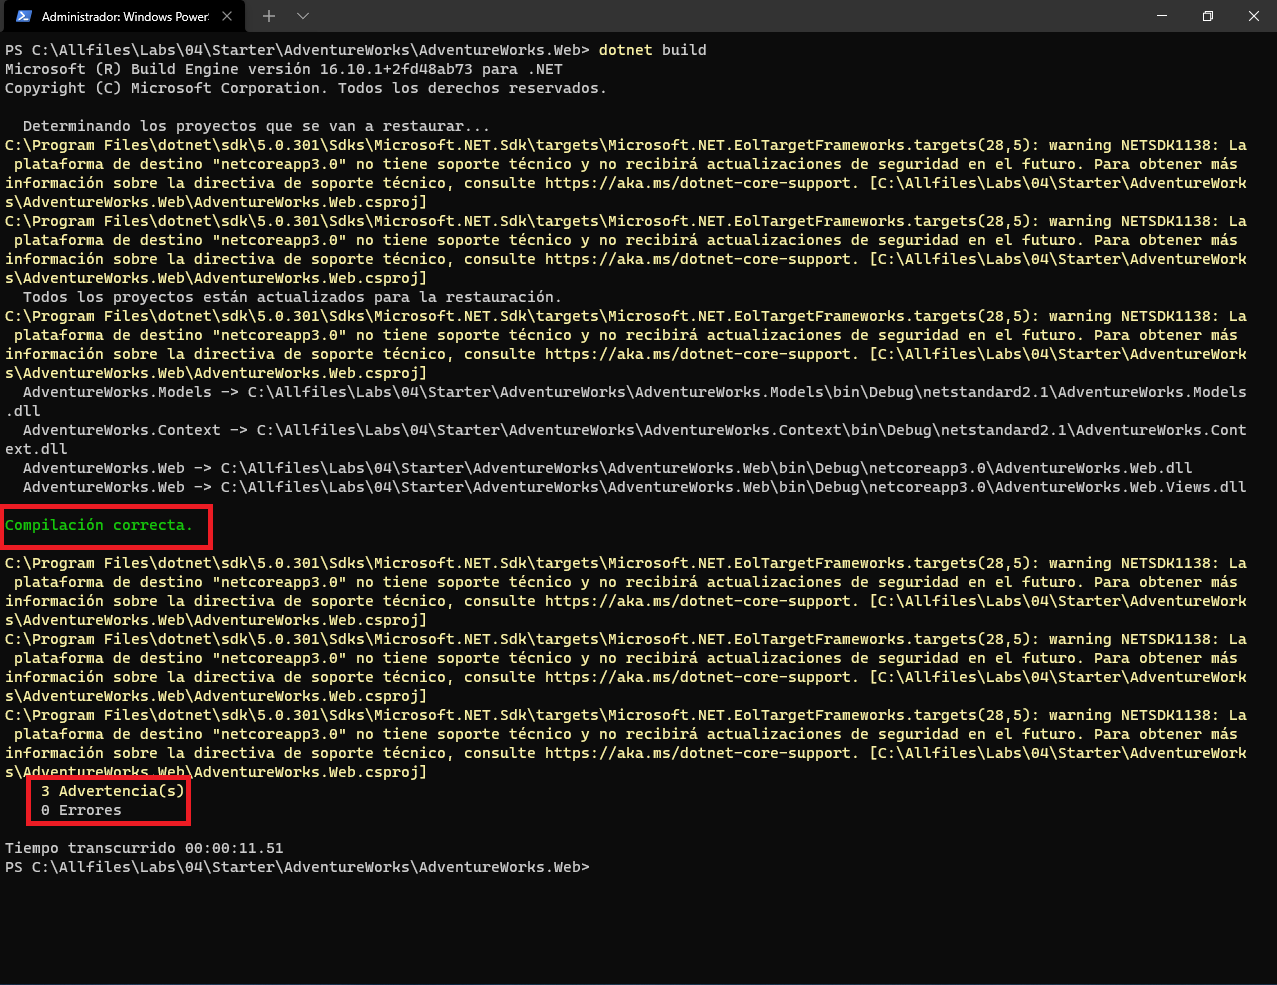 Administrador: Windows Power
PS C:\Allfiles\Labs\04\Starter\AdventureWorks\AdventureWorks.Web> dotnet build
Microsoft (R) Build Engine versión 16.10.1+2fd48ab73 para .NET
Copyright (C) Microsoft Corporation. Todos los derechos reservados.
Determinando los proyectos que se van a restaurar...
C:\Program Files\dotnet\sdk\5.0.301\Sdks\Microsoft.NET.Sdk\targets\Microsoft.NET.EolTargetFrameworks.targets(28,5): warning NETSDK1138: La
plataforma de destino "netcoreapp3.0" no tiene soporte técnico y no recibirá actualizaciones de seguridad en el futuro. Para obtener más
información sobre la directiva de soporte técnico, consulte https://aka.ms/dotnet-core-support. [C:\Allfiles\Labs\04\Starter\AdventureWork
s\AdventureWorks.Web\AdventureWorks.Web.csproj]
C:\Program Files\dotnet\sdk\5.0.301\Sdks\Microsoft.NET.Sdk\targets\Microsoft.NET.EolTargetFrameworks.targets(28,5): warning NETSDK1138: La
plataforma de destino "netcoreapp3.0" no tiene soporte técnico y no recibirá actualizaciones de seguridad en el futuro. Para obtener más
información sobre la directiva de soporte técnico, consulte https://aka.ms/dotnet-core-support. [C:\Allfiles\Labs\04\Starter\AdventureWork
s\AdventureWorks.Web\AdventureWorks.Web.csproj]
Todos los proyectos están actualizados para la restauración.
C:\Program Files\dotnet\sdk\5.0.301\Sdks\Microsoft.NET.Sdk\targets\Microsoft.NET.EolTargetFrameworks.targets(28,5): warning NETSDK1138: La
plataforma de destino "netcoreapp3.0" no tiene soporte técnico y no recibirá actualizaciones de seguridad en el futuro. Para obtener más
información sobre la directiva de soporte técnico, consulte https://aka.ms/dotnet-core-support. [C:\Allfiles\Labs\04\Starter\AdventureWork
s\AdventureWorks.Web\AdventureWorks.Web.csproj]
AdventureWorks.Models -> C:\Allfiles\Labs\04\Starter\AdventureWorks\AdventureWorks.Models\bin\Debug\netstandard2.1\AdventureWorks.Models
.dll
AdventureWorks.Context -> C:\Allfiles\Labs\04\Starter\AdventureWorks\AdventureWorks.Context\bin\Debug\netstandard2.1\AdventureWorks.Cont
ext.dll
AdventureWorks.Web -> C:\Allfiles\Labs\04\Starter\AdventureWorks\AdventureWorks.Web\bin\Debug\netcoreapp3.0\AdventureWorks.Web.dll
AdventureWorks.Web -> C:\Allfiles\Labs\04\Starter\AdventureWorks\AdventureWorks.Web\bin\Debug\netcoreapp3.0\AdventureWorks.Web.Views.dll
Compilación correcta.
C:\Program Files\dotnet\sdk\5.0.301\Sdks\Microsoft.NET.Sdk\targets\Microsoft.NET.EolTargetFrameworks.targets(28,5): warning NETSDK1138: La
plataforma de destino "netcoreapp3.0" no tiene soporte técnico y no recibirá actualizaciones de seguridad en el futuro. Para obtener más
información sobre la directiva de soporte técnico, consulte https://aka.ms/dotnet-core-support. [C:\Allfiles\Labs\04\Starter\AdventureWork
s\AdventureWorks.Web\AdventureWorks.Web.csproj]
C:\Program Files\dotnet\sdk\5.0.301\Sdks\Microsoft.NET.Sdk\targets\Microsoft.NET.EolTargetFrameworks.targets(28,5): warning NETSDK1138: La
plataforma de destino "netcoreapp3.0" no tiene soporte técnico y no recibirá actualizaciones de seguridad en el futuro. Para obtener más
información sobre la directiva de soporte técnico, consulte https://aka.ms/dotnet-core-support. [C:\Allfiles\Labs\04\Starter\AdventureWork
s\AdventureWorks.Web\AdventureWorks.Web.csproj]
C:\Program Files\dotnet\sdk\5.0.301\Sdks\Microsoft.NET.Sdk\targets\Microsoft.NET.EolTargetFrameworks.targets(28,5): warning NETSDK1138: La
plataforma de destino "netcoreapp3.0" no tiene soporte técnico y no recibirá actualizaciones de seguridad en el futuro. Para obtener más
información sobre la directiva de soporte técnico, consulte https://aka.ms/dotnet-core-support. [C:\Allfiles\Labs\04\Starter\AdventureWork
s\AdventureWorks.Web\AdventureWorks.Web.csproj]
3 Advertencia(s)
0 Errores
Tiempo transcurrido 00:00:11.51
PS C:\Allfiles\Labs\04\Starter\AdventureWorks\AdventureWorks.Web>